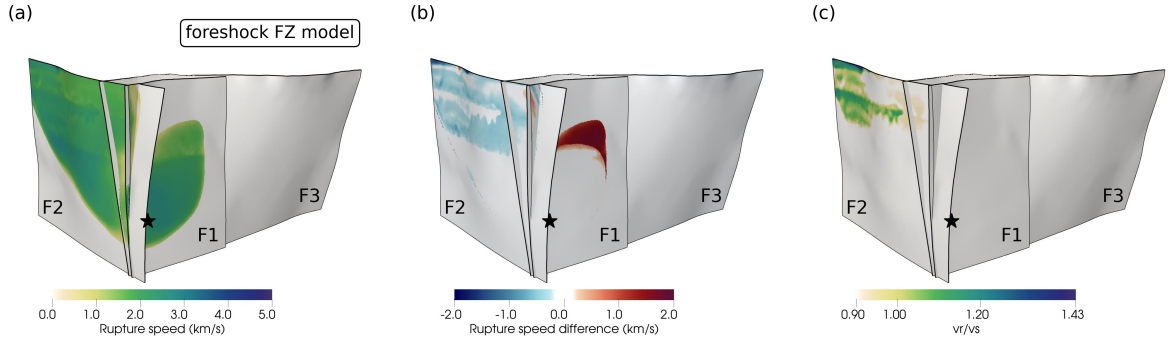 (a)
foreshock FZ model
F2
F1
F3
0.0 1.0 2.0 3.0 4.0 5.0
Rupture speed (km/s)
(b)
F2
F1
F3
-2.0 -1.0 0.0 1.0 2.0
Rupture speed difference (km/s)
(c)
F2
F1
F3
0.90 1.00 1.20 1.43
vr/vs